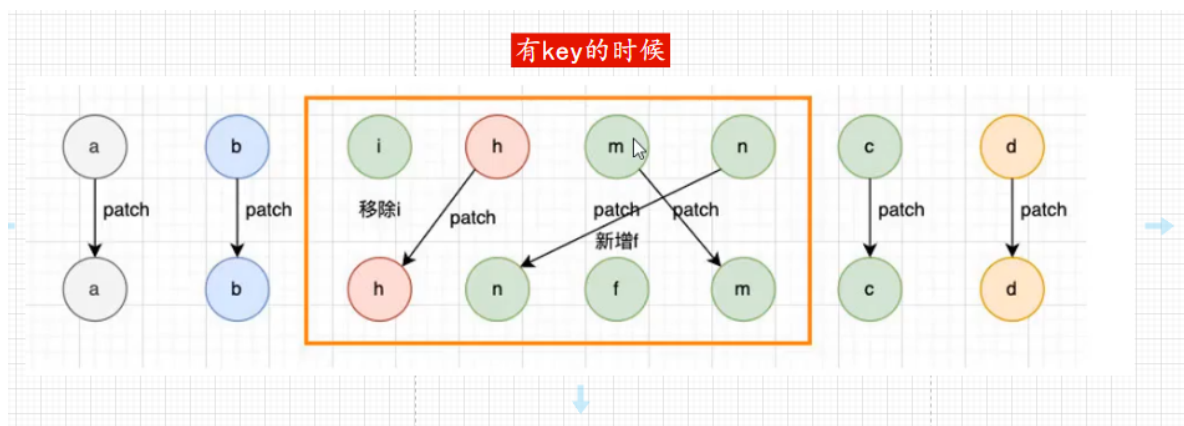 有key的时候
a b i h m n c d
patch patch 移除i patch patch patch patch patch
新增f
a b h n f m c d